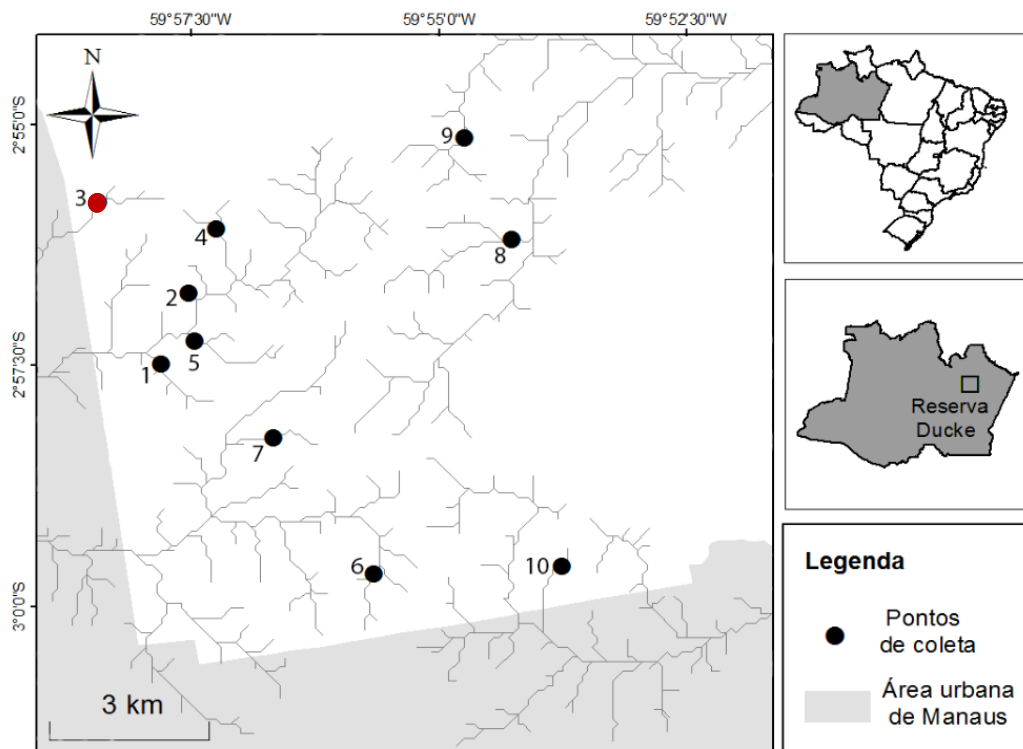 59°57'30"W
59°55'0"W
59°52'30"W
N
2°55'0"S
2°57'30"S
3°0'0"S
9
3
4
8
2
5
1
7
6
10
3 km
Reserva
Ducke
Legenda
Pontos
de coleta
Área urbana
de Manaus